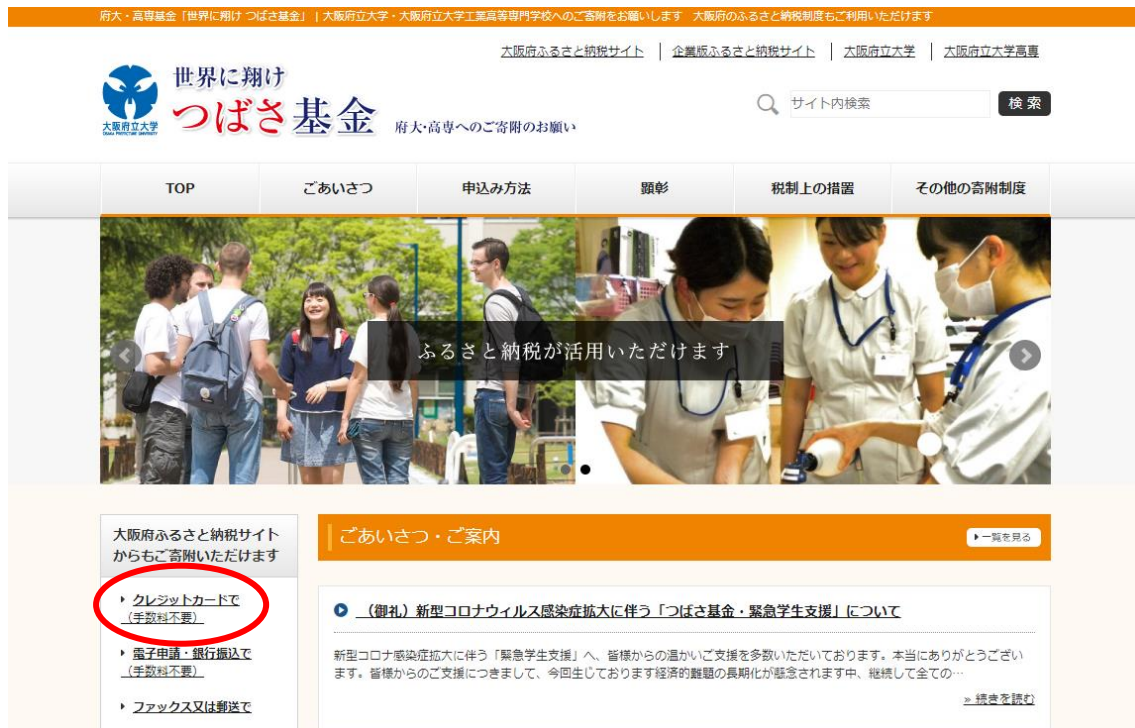 府大・高専基金「世界に翔け つばさ基金」 | 大阪府立大学・大阪府立大学工業高等専門学校へのご寄附をお願いします 大阪府のふるさと納税制度もご利用いただけます
大阪府ふるさと納税サイト | 企業版ふるさと納税サイト | 大阪府立大学 | 大阪府立大学高専
世界に翔け
つばさ基金
府大・高専へのご寄附のお願い
大阪府立大学
OSAKA PREFECTURE UNIVERSITY
サイト内検索
検索
TOP
ごあいさつ
申込み方法
顕彰
税制上の措置
その他の寄附制度
ふるさと納税が活用いただけます
大阪府ふるさと納税サイト
からもご寄附いただけます
クレジットカードで
（手数料不要）
電子申請・銀行振込で
（手数料不要）
ファックス又は郵送で
ごあいさつ・ご案内
一覧を見る
（御礼）新型コロナウィルス感染症拡大に伴う「つばさ基金・緊急学生支援」について
新型コロナ感染症拡大に伴う「緊急学生支援」へ、皆様からの温かいご支援を多数いただいております。本当にありがとうござい
ます。皆様からのご支援につきまして、今回生じております経済的難題の長期化が懸念されます中、継続して全ての…
» 続きを読む